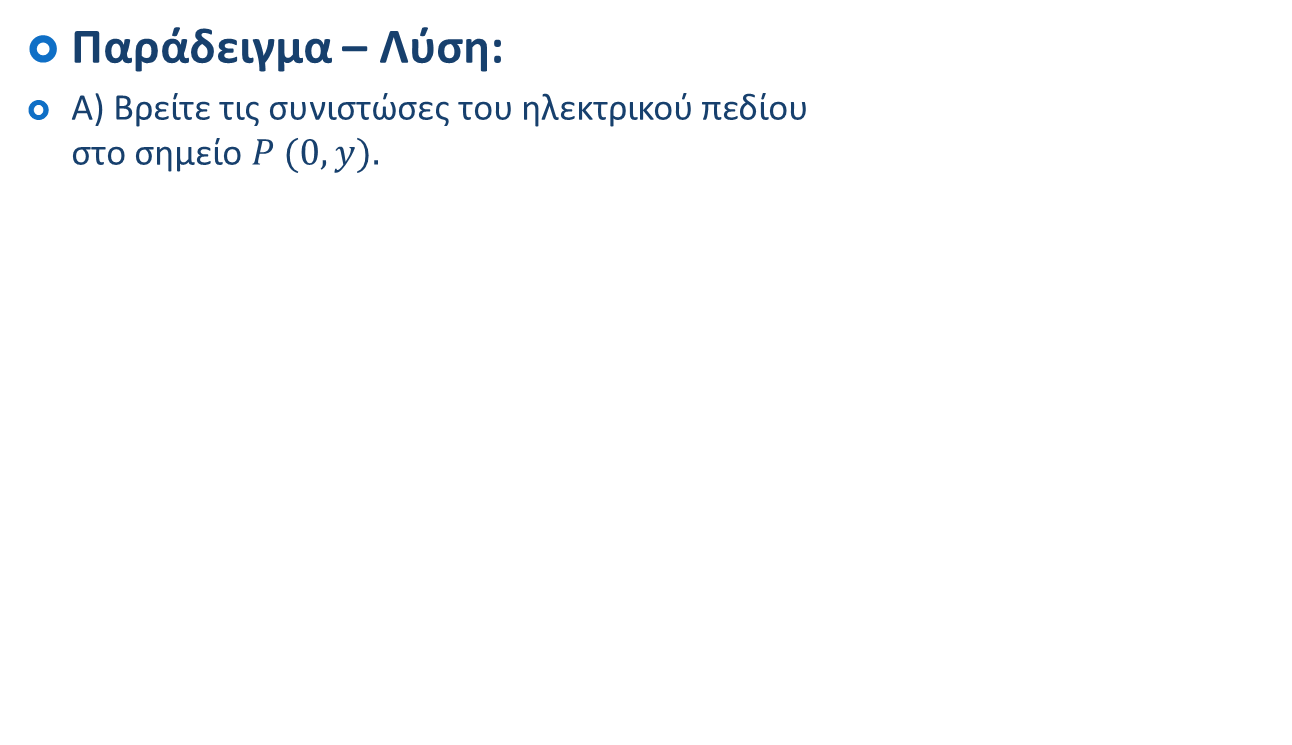 Παράδειγμα – Λύση:
Α) Βρείτε τις συνιστώσες του ηλεκτρικού πεδίου
στο σημείο 𝑃 (0, 𝑦).